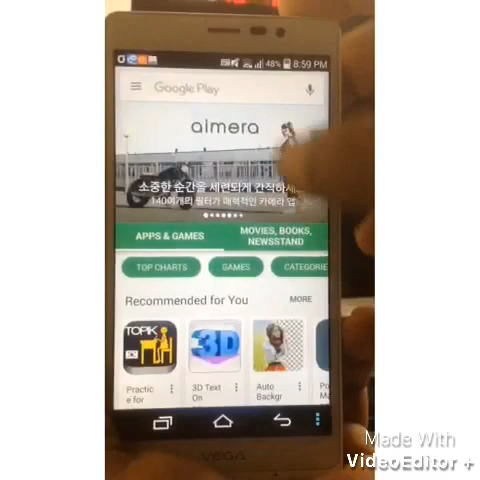 48% 8:59 PM
Google Play
aimera
소중한 순간을 세련되게 간직하세
140여개의 필터가 매력적인 카메라 앱
APPS & GAMES
MOVIES, BOOKS,
NEWSSTAND
TOP CHARTS
GAMES
CATEGORIE
Recommended for You
MORE
TOPIK
3D
Practic
e for
3D Text
On
Auto
Backgr
Po
Ma
VEGA
Made With
VideoEditor +